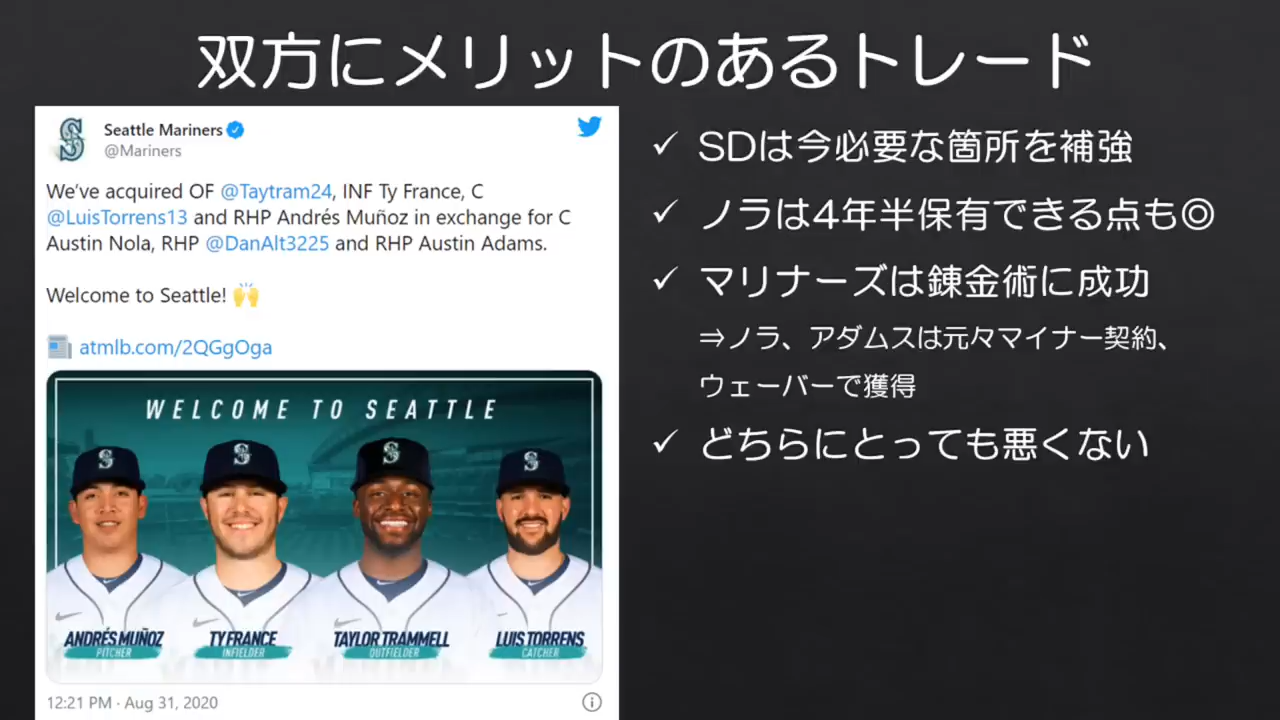 双方にメリットのあるトレード
Seattle Mariners
@Mariners
We've acquired OF @Taytram24, INF Ty France, C
@LuisTorrens13 and RHP Andrés Muñoz in exchange for C
Austin Nola, RHP @DanAlt3225 and RHP Austin Adams.
Welcome to Seattle! 🙌
📰 atmlb.com/2QGgOga
WELCOME TO SEATTLE
ANDRÉS MUÑOZ
PITCHER
TY FRANCE
INFIELDER
TAYLOR TRAMMELL
OUTFIELDER
LUIS TORRENS
CATCHER
12:21 PM · Aug 31, 2020
✓ SDは今必要な箇所を補強
✓ ノラは4年半保有できる点も◎
✓ マリナーズは錬金術に成功
⇒ノラ、アダムスは元々マイナー契約、
ウェーバーで獲得
✓ どちらにとっても悪くない